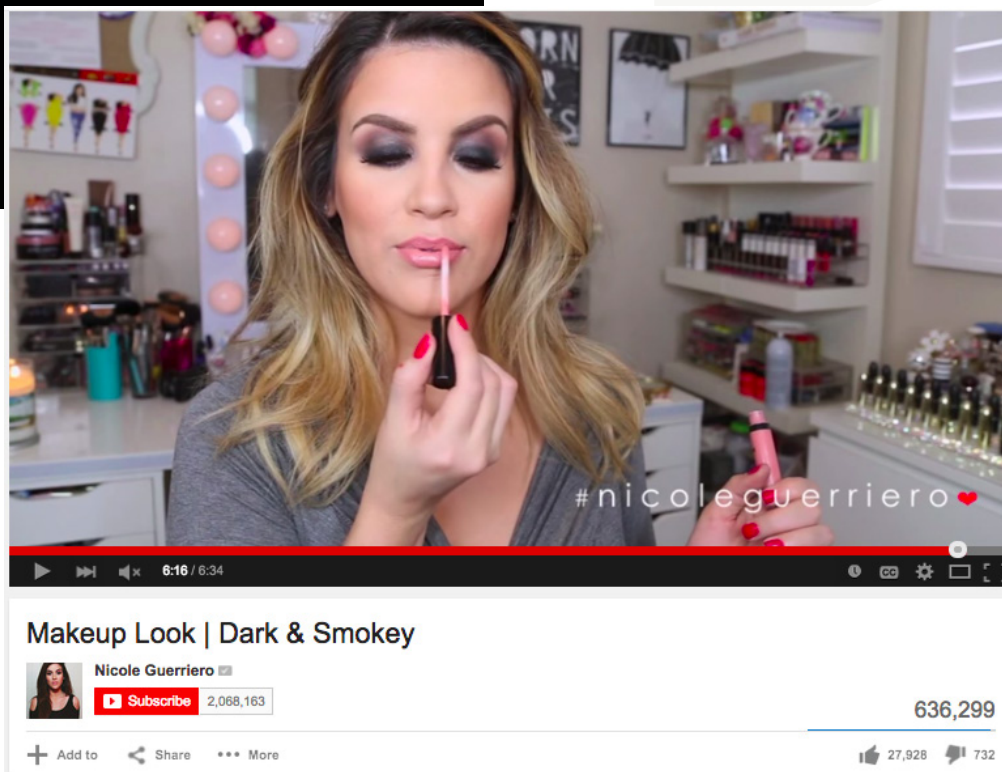 #nicoleguerriero
6:16 / 6:34
CC
Makeup Look | Dark & Smokey
Nicole Guerriero
Subscribe 2,068,163
636,299
Add to Share More
27,928 732